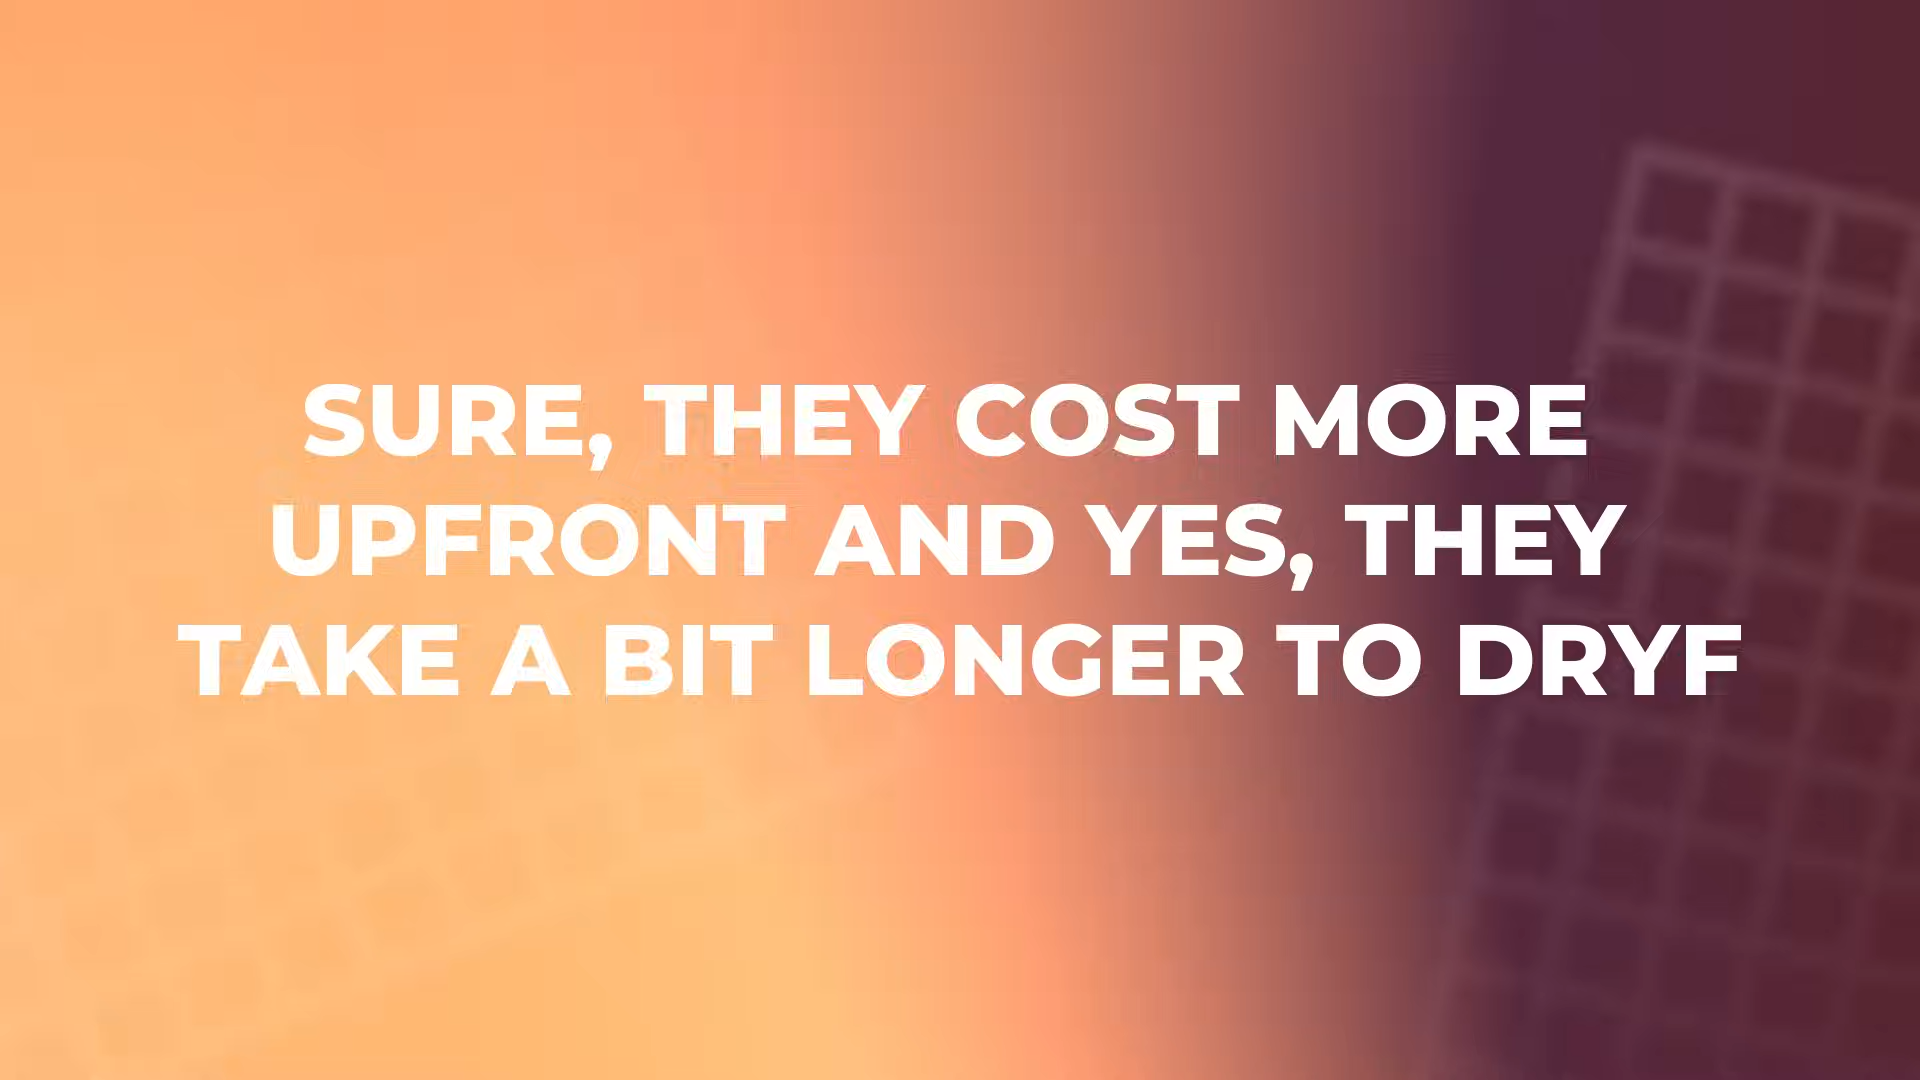 SURE, THEY COST MORE
UPFRONT AND YES, THEY
TAKE A BIT LONGER TO DRYF